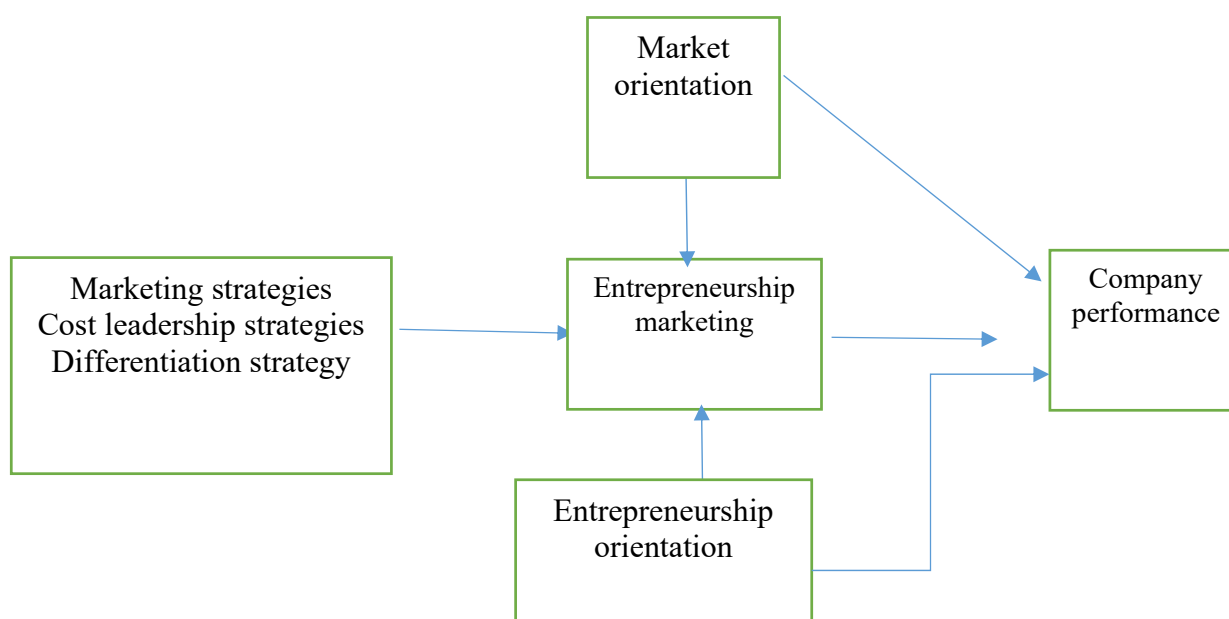 Market
orientation
Marketing strategies
Cost leadership strategies
Differentiation strategy
Entrepreneurship
marketing
Company
performance
Entrepreneurship
orientation